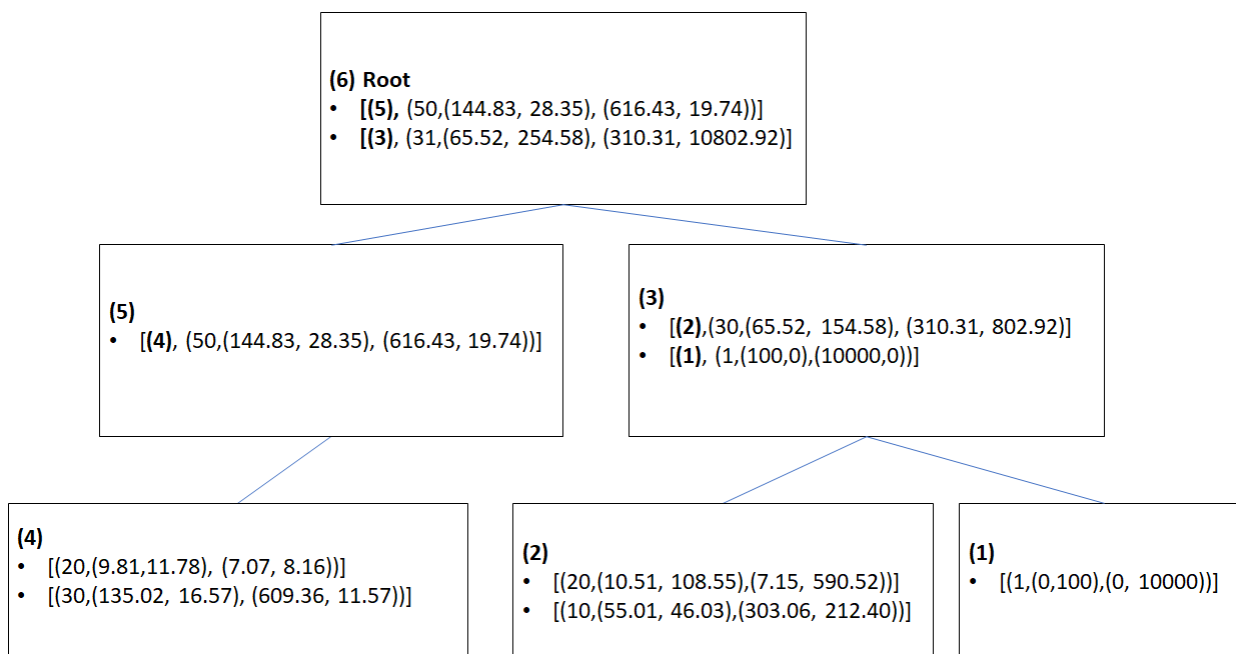 (6) Root
• [(5), (50,(144.83, 28.35), (616.43, 19.74))]
• [(3), (31,(65.52, 254.58), (310.31, 10802.92)]
(5)
• [(4), (50,(144.83, 28.35), (616.43, 19.74))]
(3)
• [(2),(30,(65.52, 154.58), (310.31, 802.92)]
• [(1), (1,(100,0),(10000,0))]
(4)
• [(20,(9.81,11.78), (7.07, 8.16))]
• [(30,(135.02, 16.57), (609.36, 11.57))]
(2)
• [(20,(10.51, 108.55),(7.15, 590.52))]
• [(10,(55.01, 46.03),(303.06, 212.40))]
(1)
• [(1,(0,100),(0, 10000))]